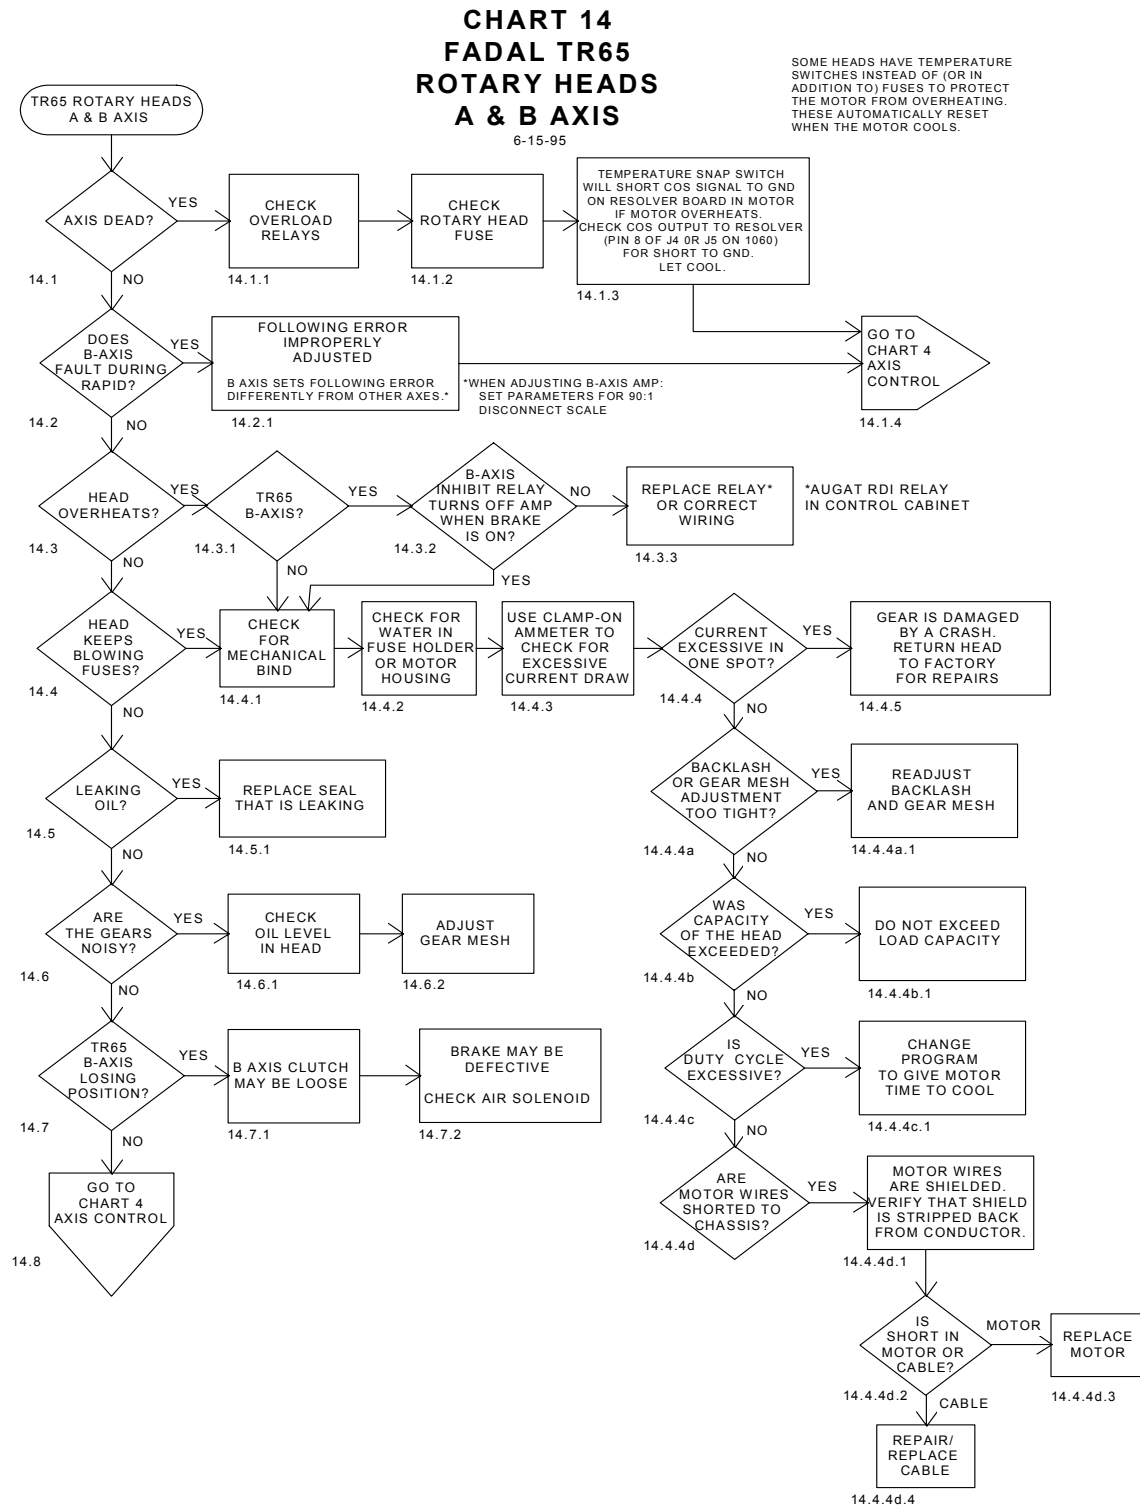 CHART 14
FADAL TR65
ROTARY HEADS
A & B AXIS
6-15-95
SOME HEADS HAVE TEMPERATURE
SWITCHES INSTEAD OF (OR IN
ADDITION TO) FUSES TO PROTECT
THE MOTOR FROM OVERHEATING.
THESE AUTOMATICALLY RESET
WHEN THE MOTOR COOLS.
TR65 ROTARY HEADS
A & B AXIS
AXIS DEAD?
YES
NO
14.1
CHECK
OVERLOAD
RELAYS
14.1.1
CHECK
ROTARY HEAD
FUSE
14.1.2
TEMPERATURE SNAP SWITCH
WILL SHORT COS SIGNAL TO GND
ON RESOLVER BOARD IN MOTOR
IF MOTOR OVERHEATS.
CHECK COS OUTPUT TO RESOLVER
(PIN 8 OF J4 0R J5 ON 1060)
FOR SHORT TO GND.
LET COOL.
14.1.3
GO TO
CHART 4
AXIS
CONTROL
14.1.4
DOES
B-AXIS
FAULT DURING
RAPID?
YES
NO
14.2
FOLLOWING ERROR
IMPROPERLY
ADJUSTED
B AXIS SETS FOLLOWING ERROR
DIFFERENTLY FROM OTHER AXES.*
14.2.1
*WHEN ADJUSTING B-AXIS AMP:
SET PARAMETERS FOR 90:1
DISCONNECT SCALE
HEAD
OVERHEATS?
YES
NO
14.3
TR65
B-AXIS?
YES
NO
14.3.1
B-AXIS
INHIBIT RELAY
TURNS OFF AMP
WHEN BRAKE
IS ON?
NO
YES
14.3.2
REPLACE RELAY*
OR CORRECT
WIRING
14.3.3
*AUGAT RDI RELAY
IN CONTROL CABINET
HEAD
KEEPS
BLOWING
FUSES?
YES
NO
14.4
CHECK
FOR
MECHANICAL
BIND
14.4.1
CHECK FOR
WATER IN
FUSE HOLDER
OR MOTOR
HOUSING
14.4.2
USE CLAMP-ON
AMMETER TO
CHECK FOR
EXCESSIVE
CURRENT DRAW
14.4.3
CURRENT
EXCESSIVE IN
ONE SPOT?
YES
NO
14.4.4
GEAR IS DAMAGED
BY A CRASH.
RETURN HEAD
TO FACTORY
FOR REPAIRS
14.4.5
LEAKING
OIL?
YES
NO
14.5
REPLACE SEAL
THAT IS LEAKING
14.5.1
BACKLASH
OR GEAR MESH
ADJUSTMENT
TOO TIGHT?
YES
NO
14.4.4a
READJUST
BACKLASH
AND GEAR MESH
14.4.4a.1
ARE
THE GEARS
NOISY?
YES
NO
14.6
CHECK
OIL LEVEL
IN HEAD
14.6.1
ADJUST
GEAR MESH
14.6.2
WAS
CAPACITY
OF THE HEAD
EXCEEDED?
YES
NO
14.4.4b
DO NOT EXCEED
LOAD CAPACITY
14.4.4b.1
TR65
B-AXIS
LOSING
POSITION?
YES
NO
14.7
B AXIS CLUTCH
MAY BE LOOSE
14.7.1
BRAKE MAY BE
DEFECTIVE
CHECK AIR SOLENOID
14.7.2
IS
DUTY CYCLE
EXCESSIVE?
YES
NO
14.4.4c
CHANGE
PROGRAM
TO GIVE MOTOR
TIME TO COOL
14.4.4c.1
GO TO
CHART 4
AXIS CONTROL
14.8
ARE
MOTOR WIRES
SHORTED TO
CHASSIS?
YES
14.4.4d
MOTOR WIRES
ARE SHIELDED.
VERIFY THAT SHIELD
IS STRIPPED BACK
FROM CONDUCTOR.
14.4.4d.1
IS
SHORT IN
MOTOR OR
CABLE?
MOTOR
CABLE
14.4.4d.2
REPLACE
MOTOR
14.4.4d.3
REPAIR/
REPLACE
CABLE
14.4.4d.4